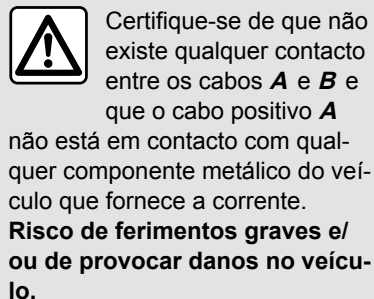 Certifique-se de que não
existe qualquer contacto
entre os cabos A e B e
que o cabo positivo A
não está em contacto com qual-
quer componente metálico do veí-
culo que fornece a corrente.
Risco de ferimentos graves e/
ou de provocar danos no veícu-
lo.